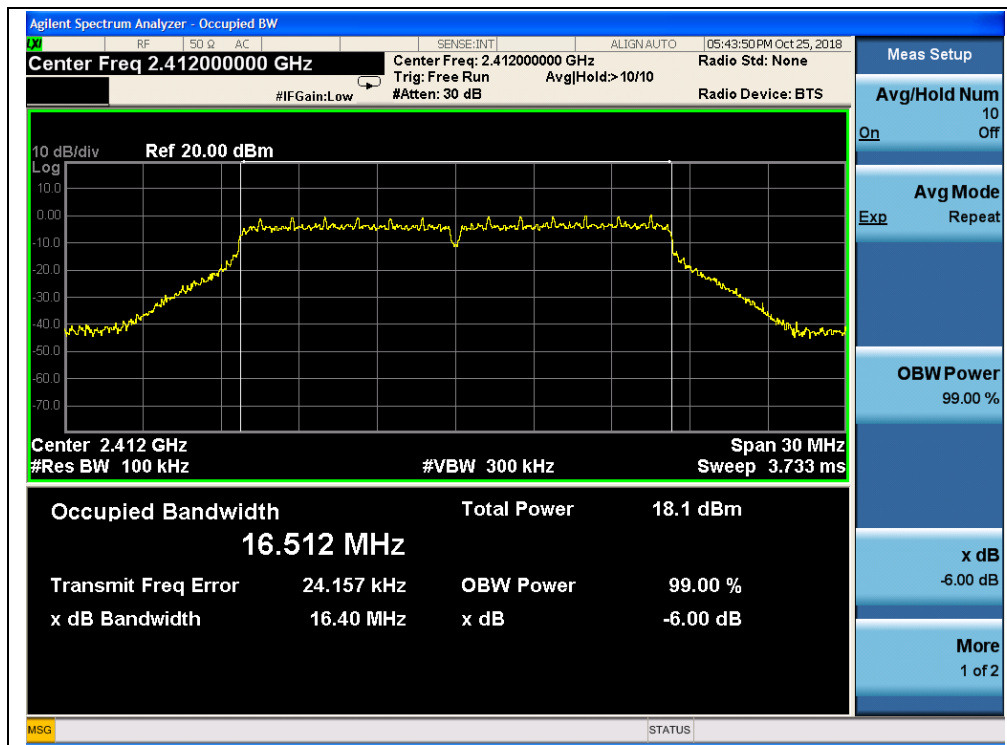 Agilent Spectrum Analyzer - Occupied BW
LXI RF 50 Ω AC SENSE:INT ALIGN AUTO 05:43:50 PM Oct 25, 2018
Center Freq 2.412000000 GHz
Center Freq: 2.412000000 GHz
Radio Std: None
Trig: Free Run
Avg|Hold:>10/10
#IFGain:Low
#Atten: 30 dB
Radio Device: BTS
10 dB/div
Ref 20.00 dBm
Log
10.0
0.00
-10.0
-20.0
-30.0
-40.0
-50.0
-60.0
-70.0
Center 2.412 GHz
Span 30 MHz
#Res BW 100 kHz
#VBW 300 kHz
Sweep 3.733 ms
Occupied Bandwidth
16.512 MHz
Total Power 18.1 dBm
Transmit Freq Error 24.157 kHz
OBW Power 99.00 %
x dB Bandwidth 16.40 MHz
x dB -6.00 dB
Meas Setup
Avg/Hold Num
10
On Off
Avg Mode
Exp Repeat
OBW Power
99.00 %
x dB
-6.00 dB
More
1 of 2
MSG
STATUS